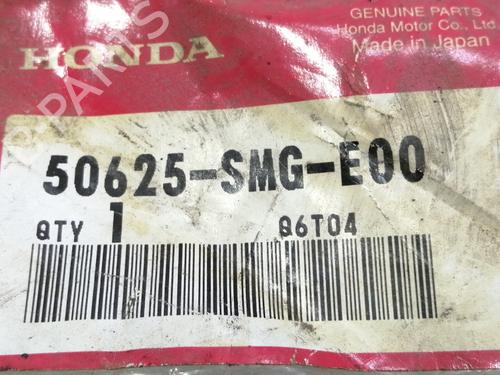 HONDA
GENUINE PARTS
Honda Motor Co., Ltd.
Made in Japan
50625-SMG-E00
QTY 1 Q6T04